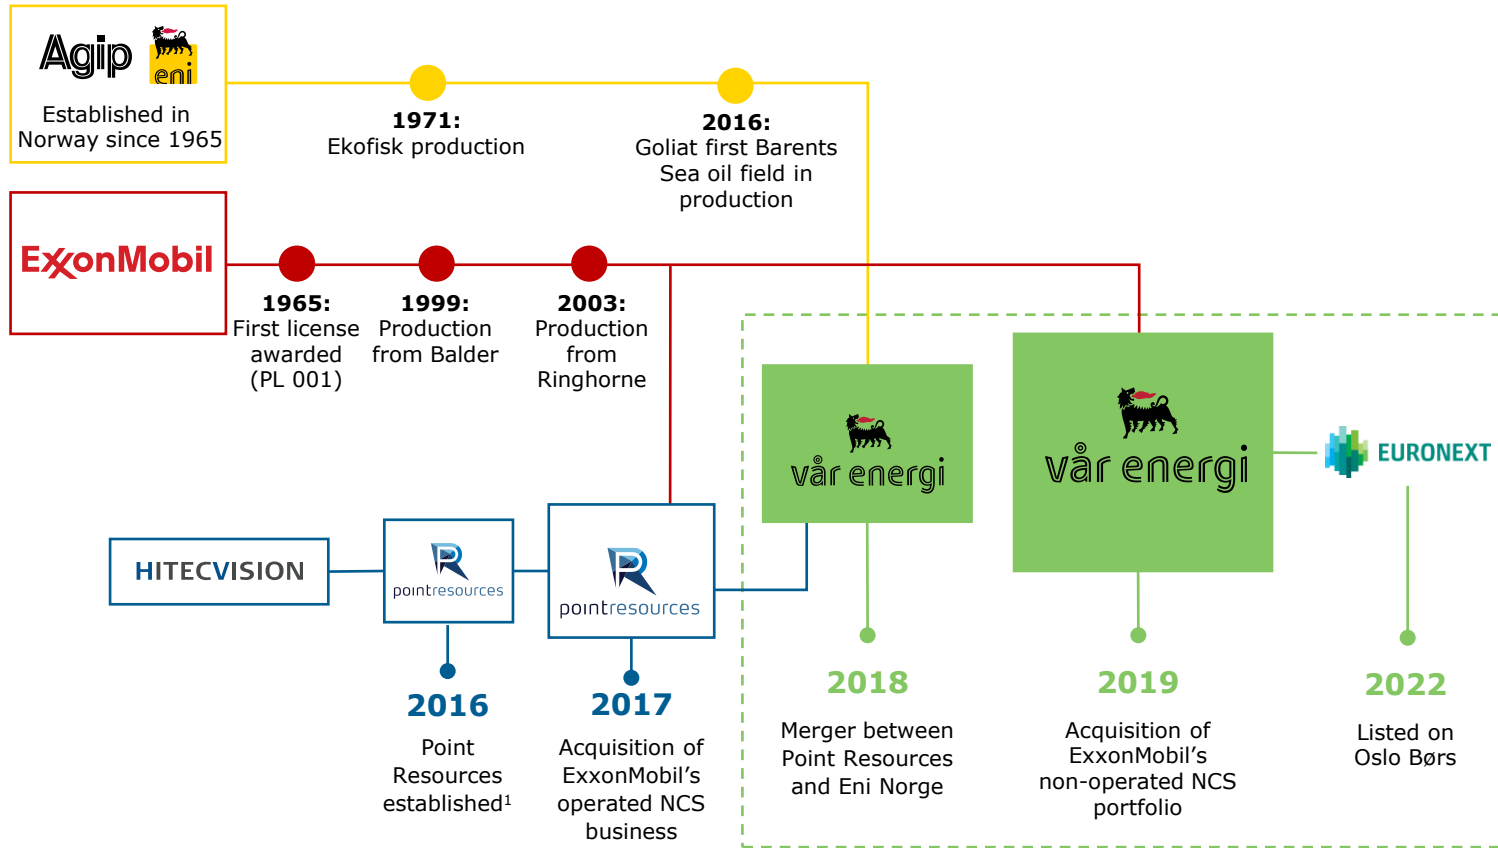 Agip
eni
Established in
Norway since 1965
1971:
Ekofisk production
2016:
Goliat first Barents
Sea oil field in
production
ExxonMobil
1965:
First license
awarded
(PL 001)
1999:
Production
from Balder
2003:
Production
from
Ringhorne
HITECVISION
pointresources
2016
Point
Resources
established¹
pointresources
2017
Acquisition of
ExxonMobil’s
operated NCS
business
vår energi
2018
Merger between
Point Resources
and Eni Norge
vår energi
2019
Acquisition of
ExxonMobil’s
non-operated NCS
portfolio
EURONEXT
2022
Listed on
Oslo Børs